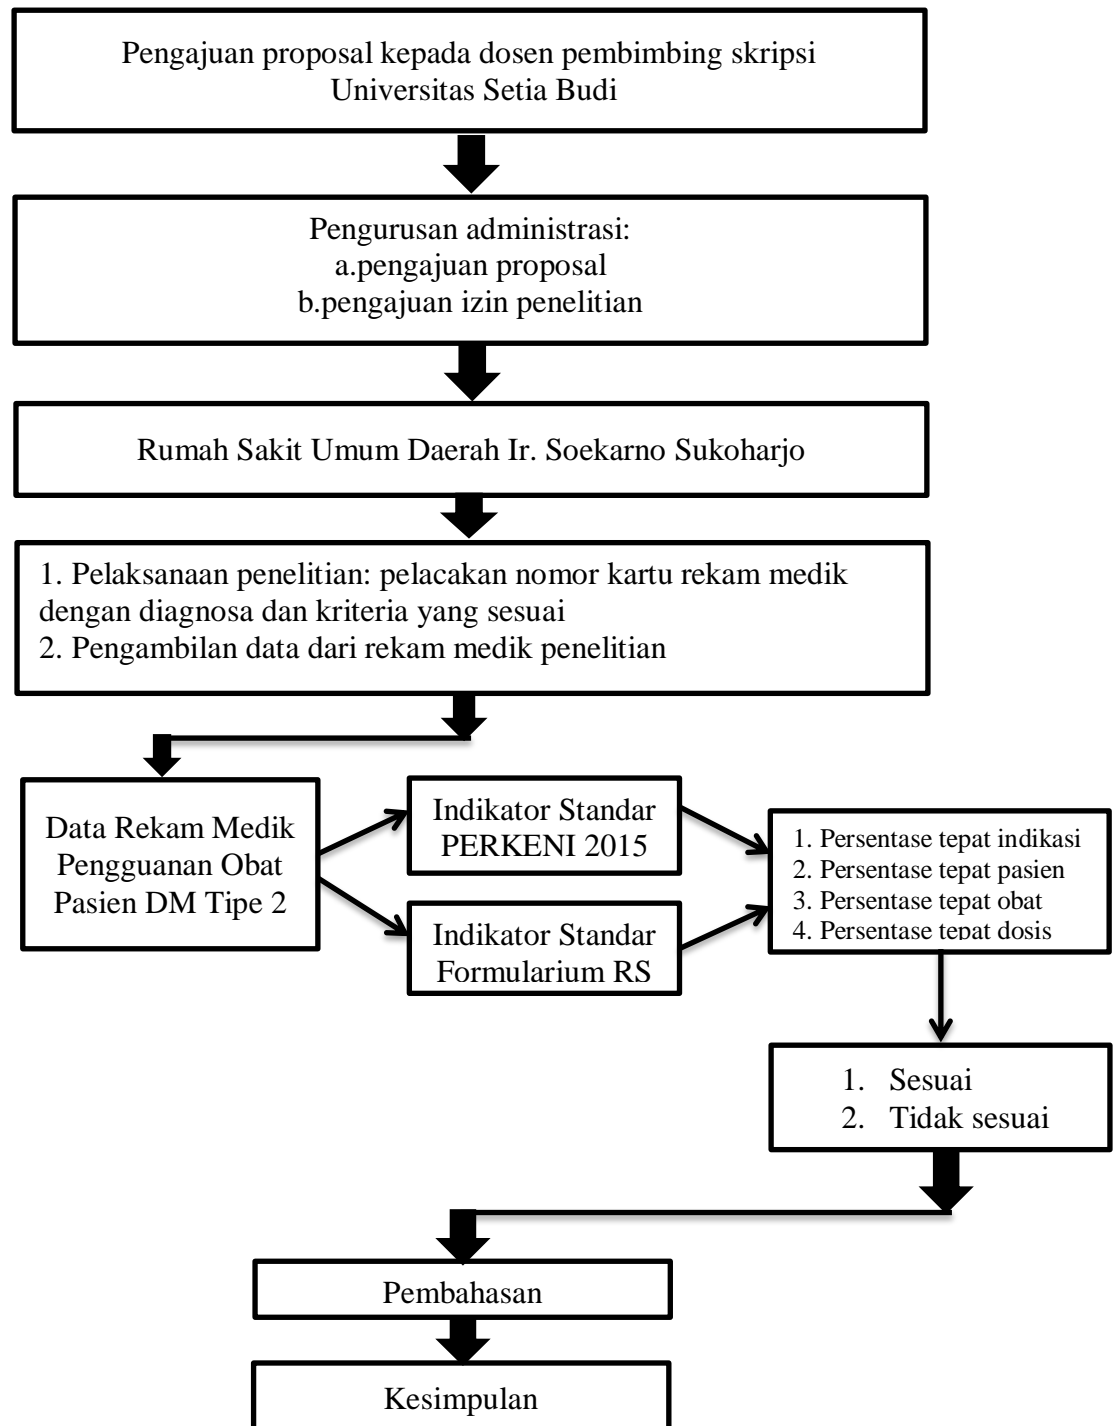 Pengajuan proposal kepada dosen pembimbing skripsi
Universitas Setia Budi
Pengurusan administrasi:
a.pengajuan proposal
b.pengajuan izin penelitian
Rumah Sakit Umum Daerah Ir. Soekarno Sukoharjo
1. Pelaksanaan penelitian: pelacakan nomor kartu rekam medik
dengan diagnosa dan kriteria yang sesuai
2. Pengambilan data dari rekam medik penelitian
Data Rekam Medik
Pengguanan Obat
Pasien DM Tipe 2
Indikator Standar
PERKENI 2015
Indikator Standar
Formularium RS
1. Persentase tepat indikasi
2. Persentase tepat pasien
3. Persentase tepat obat
4. Persentase tepat dosis
1. Sesuai
2. Tidak sesuai
Pembahasan
Kesimpulan